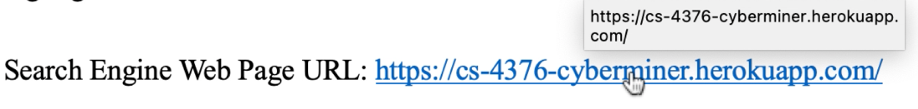 https://cs-4376-cyberminer.herokuapp.
com/
Search Engine Web Page URL: https://cs-4376-cyberminer.herokuapp.com/